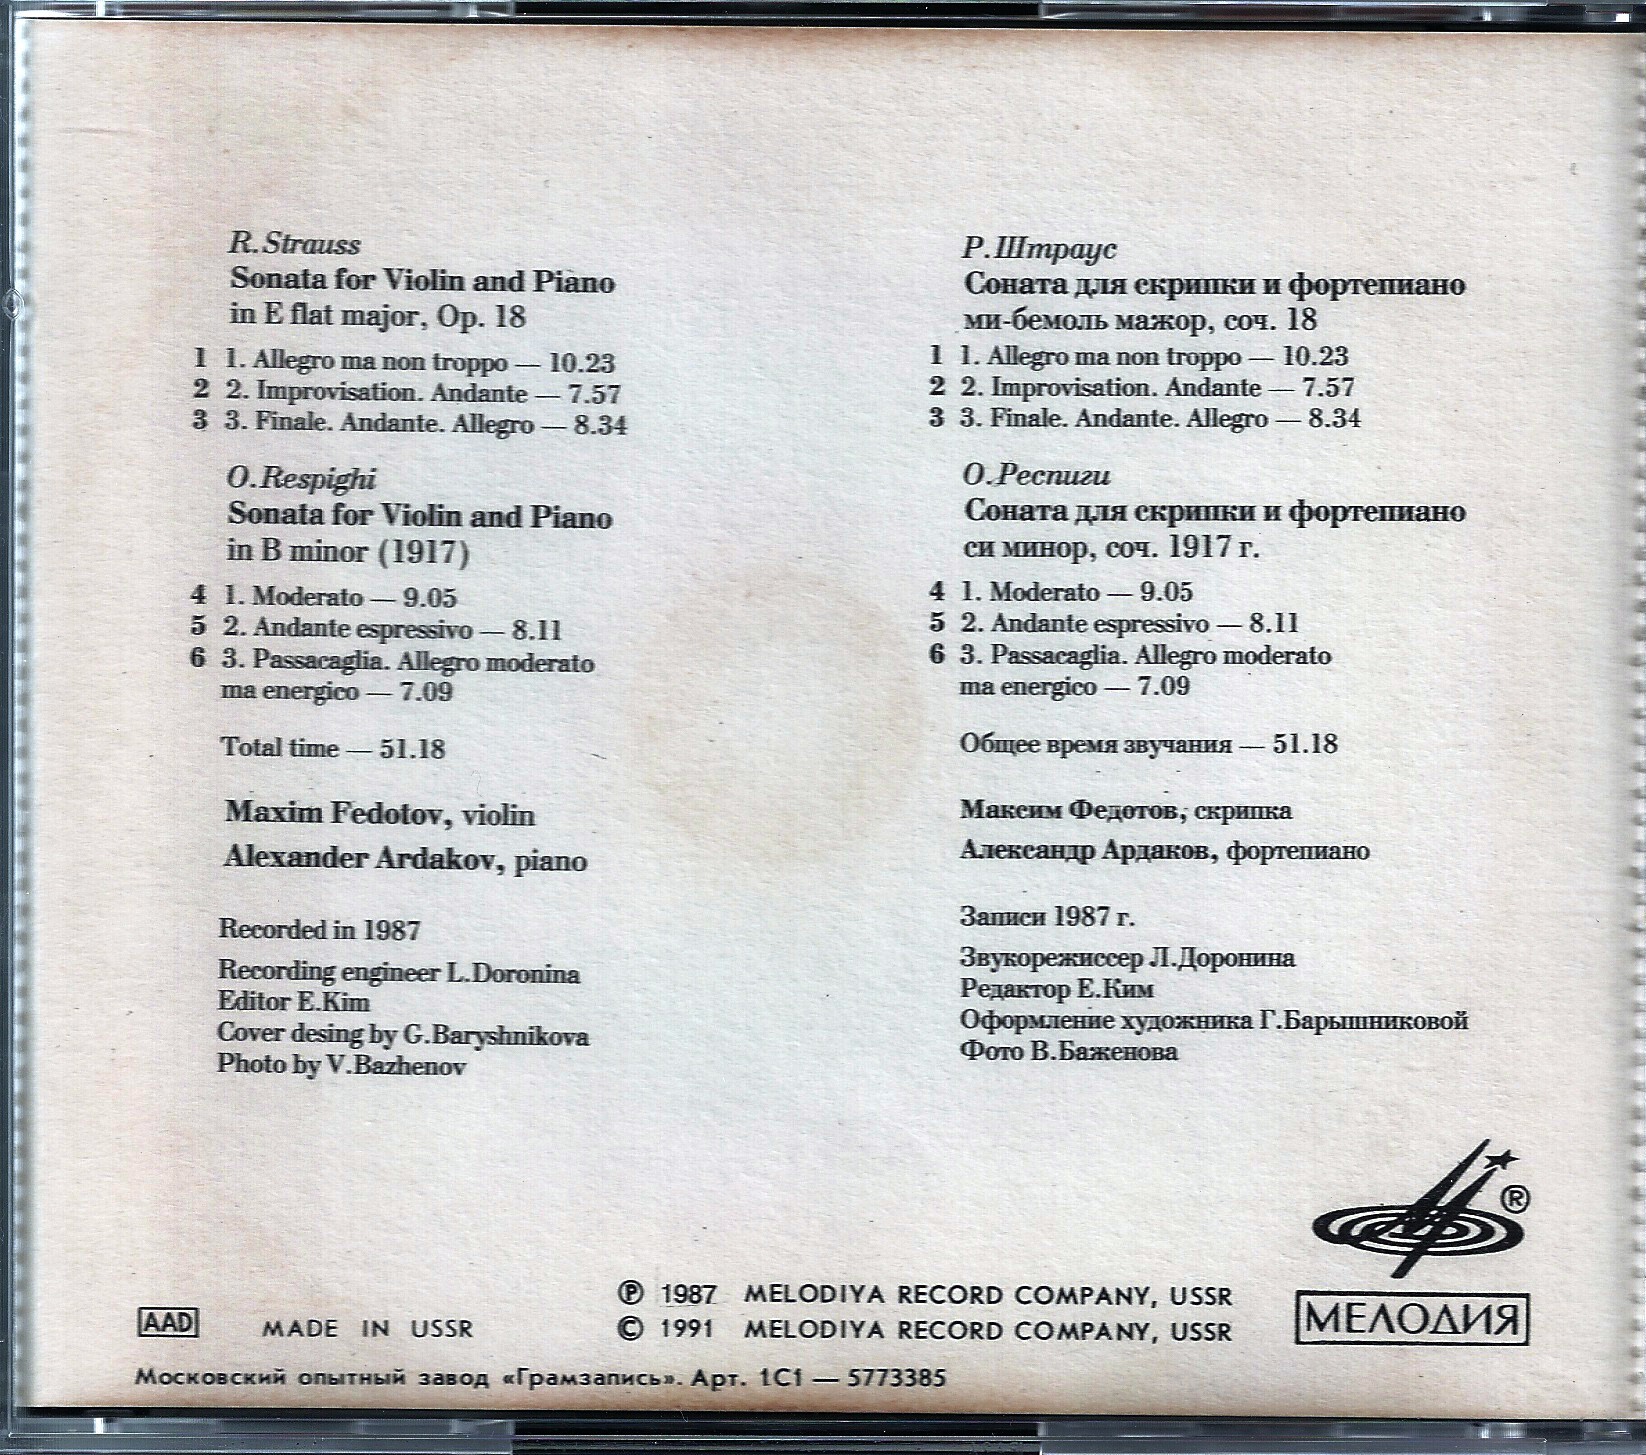 R.Strauss
Sonata for Violin and Piano
in E flat major, Op. 18
1 1. Allegro ma non troppo — 10.23
2 2. Improvisation. Andante — 7.57
3 3. Finale. Andante. Allegro — 8.34
O.Respighi
Sonata for Violin and Piano
in B minor (1917)
4 1. Moderato — 9.05
5 2. Andante espressivo — 8.11
6 3. Passacaglia. Allegro moderato
ma energico — 7.09
Total time — 51.18
Maxim Fedotov, violin
Alexander Ardakov, piano
Recorded in 1987
Recording engineer L.Doronina
Editor E.Kim
Cover desing by G.Baryshnikova
Photo by V.Bazhenov
Р.Штраус
Соната для скрипки и фортепиано
ми-бемоль мажор, соч. 18
1 1. Allegro ma non troppo — 10.23
2 2. Improvisation. Andante — 7.57
3 3. Finale. Andante. Allegro — 8.34
О.Респиги
Соната для скрипки и фортепиано
си минор, соч. 1917 г.
4 1. Moderato — 9.05
5 2. Andante espressivo — 8.11
6 3. Passacaglia. Allegro moderato
ma energico — 7.09
Общее время звучания — 51.18
Максим Федотов, скрипка
Александр Ардаков, фортепиано
Записи 1987 г.
Звукорежиссер Л.Доронина
Редактор Е.Ким
Оформление художника Г.Барышниковой
Фото В.Баженова
®
МЕЛОДИЯ
℗ 1987 MELODIYA RECORD COMPANY, USSR
© 1991 MELODIYA RECORD COMPANY, USSR
AAD MADE IN USSR
Московский опытный завод «Грамзапись». Арт. 1С1 — 5773385